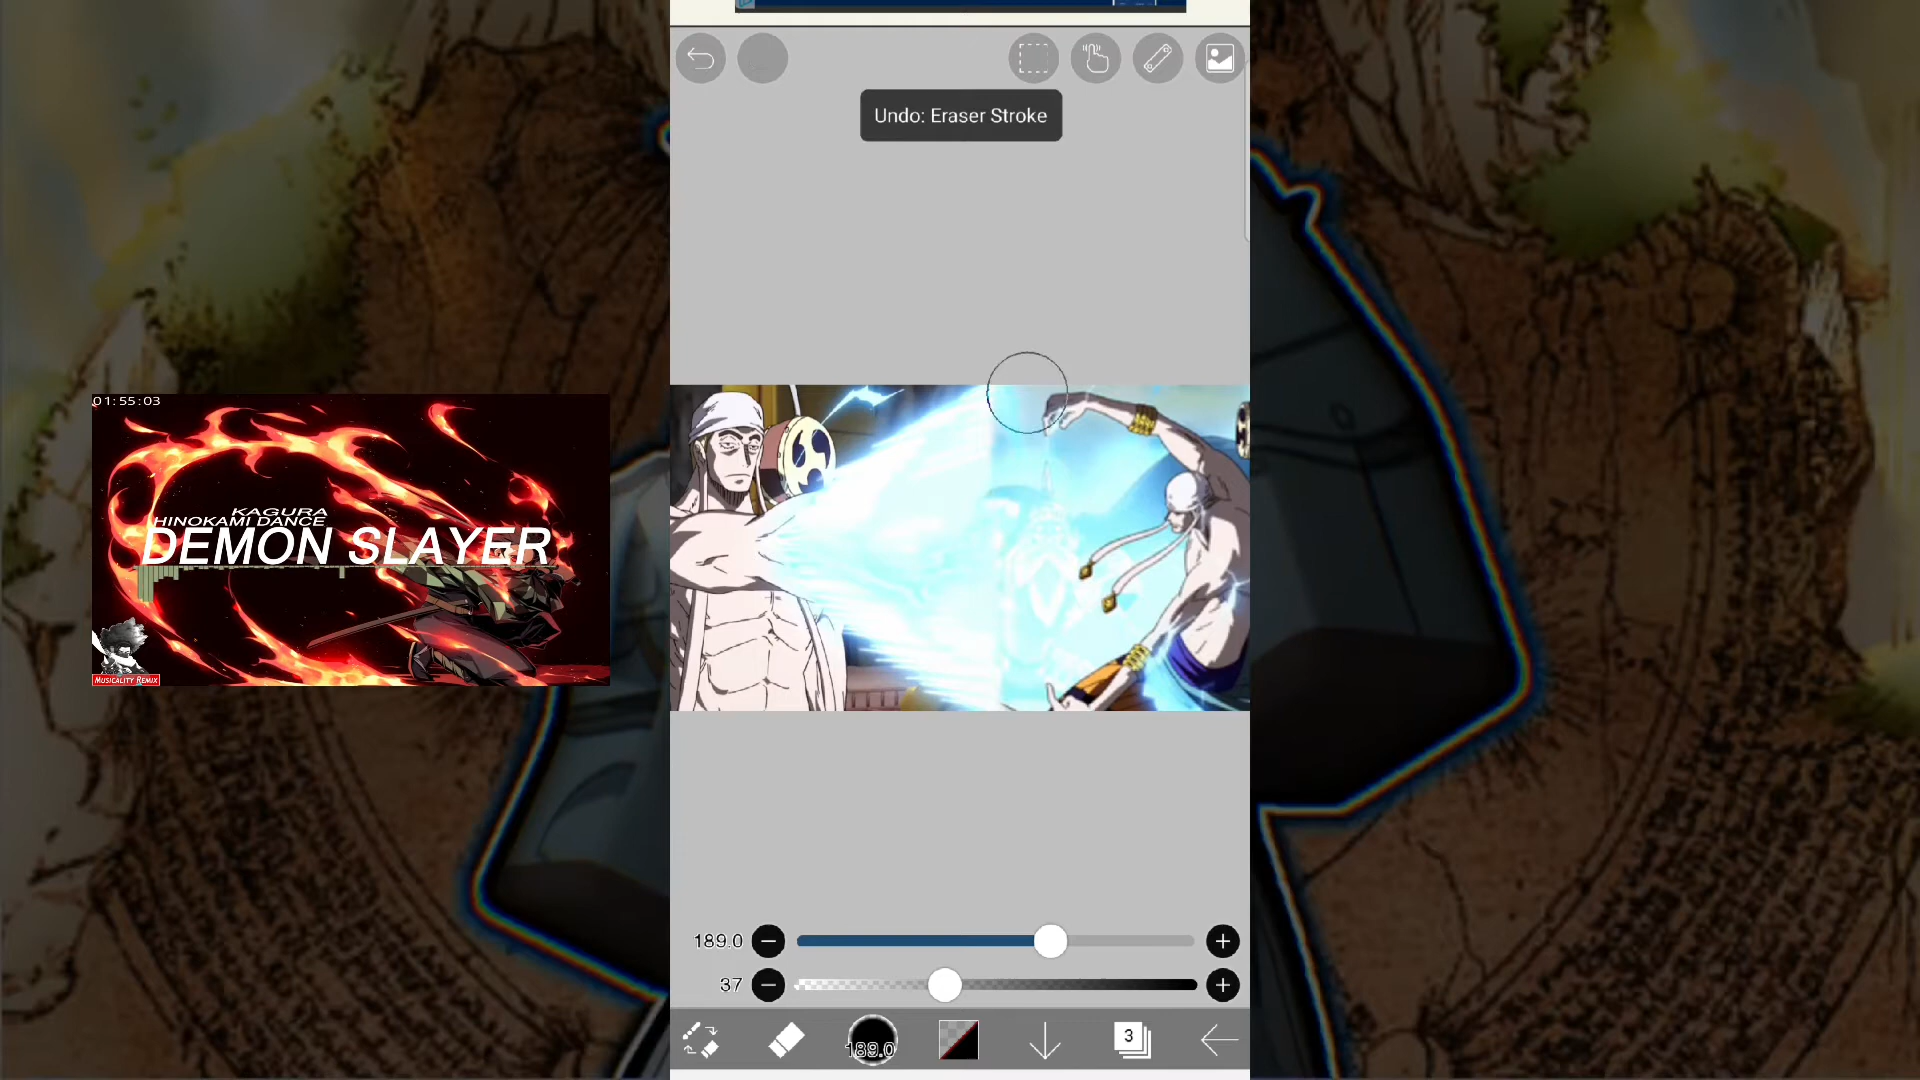 Undo: Eraser Stroke
01:55:03
KAGURA
HINOKAMI DANCE
DEMON SLAYER
MUSICALITY REMIX
189.0
37
189.0
3